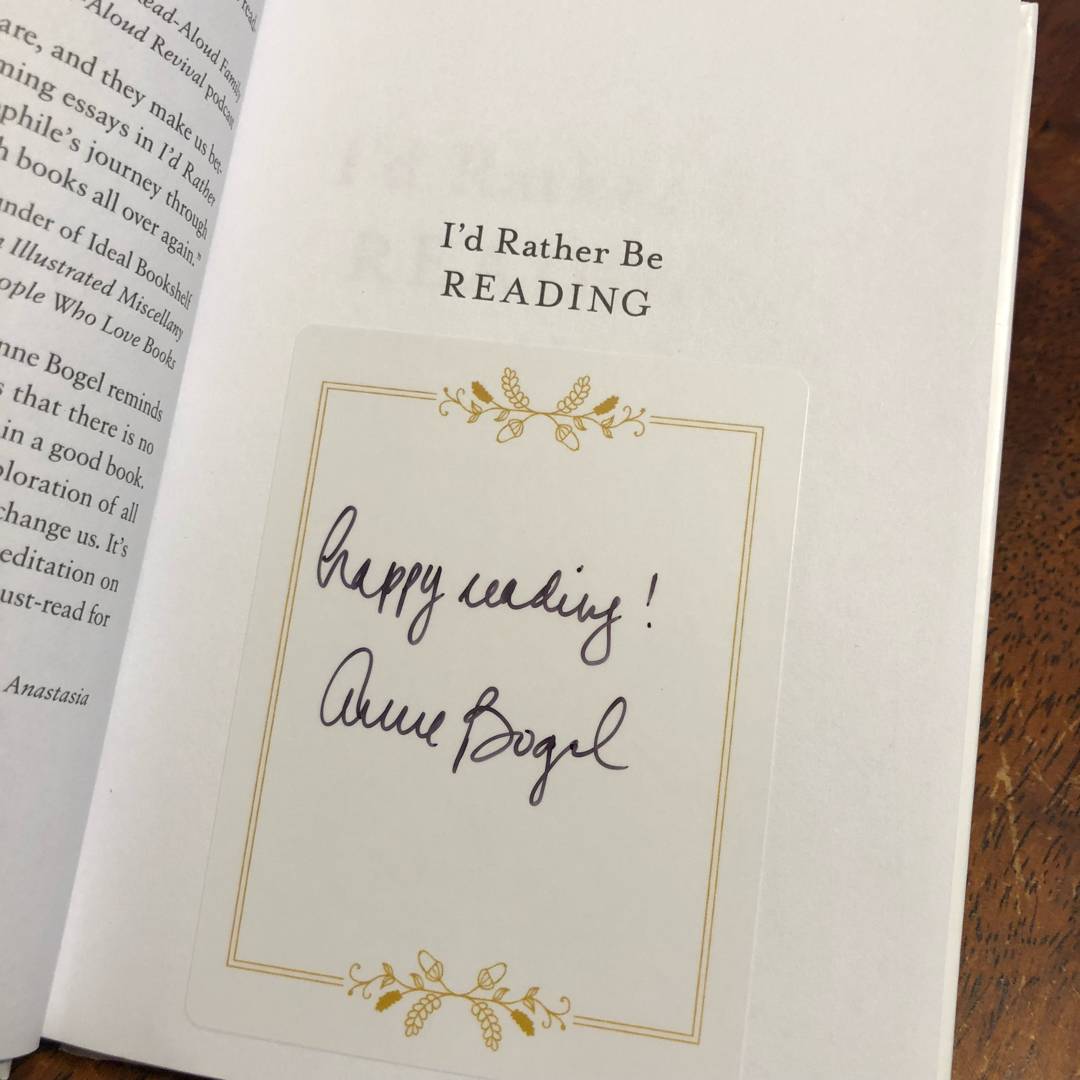 read.
ead-Aloud Family
-Aloud Revival podcast
are, and they make us bet-
ming essays in I'd Rather
phile's journey through
h books all over again."
under of Ideal Bookshelf
Illustrated Miscellany
ople Who Love Books
nne Bogel reminds
s that there is no
in a good book.
loration of all
change us. It's
editation on
ust-read for
Anastasia
I'd Rather Be
READING
happy reading!
Anne Bogel